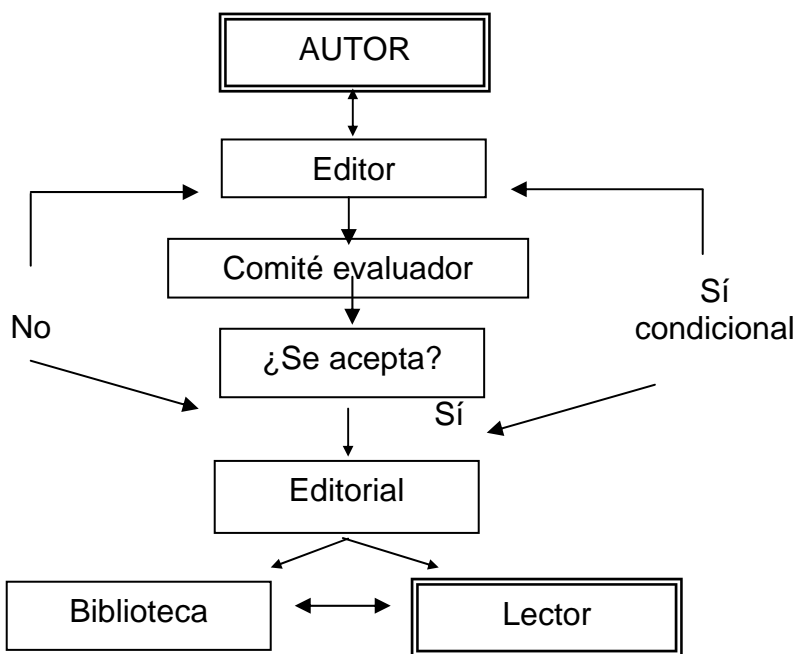 AUTOR
Editor
Comité evaluador
No
Sí
condicional
¿Se acepta?
Sí
Editorial
Biblioteca
Lector